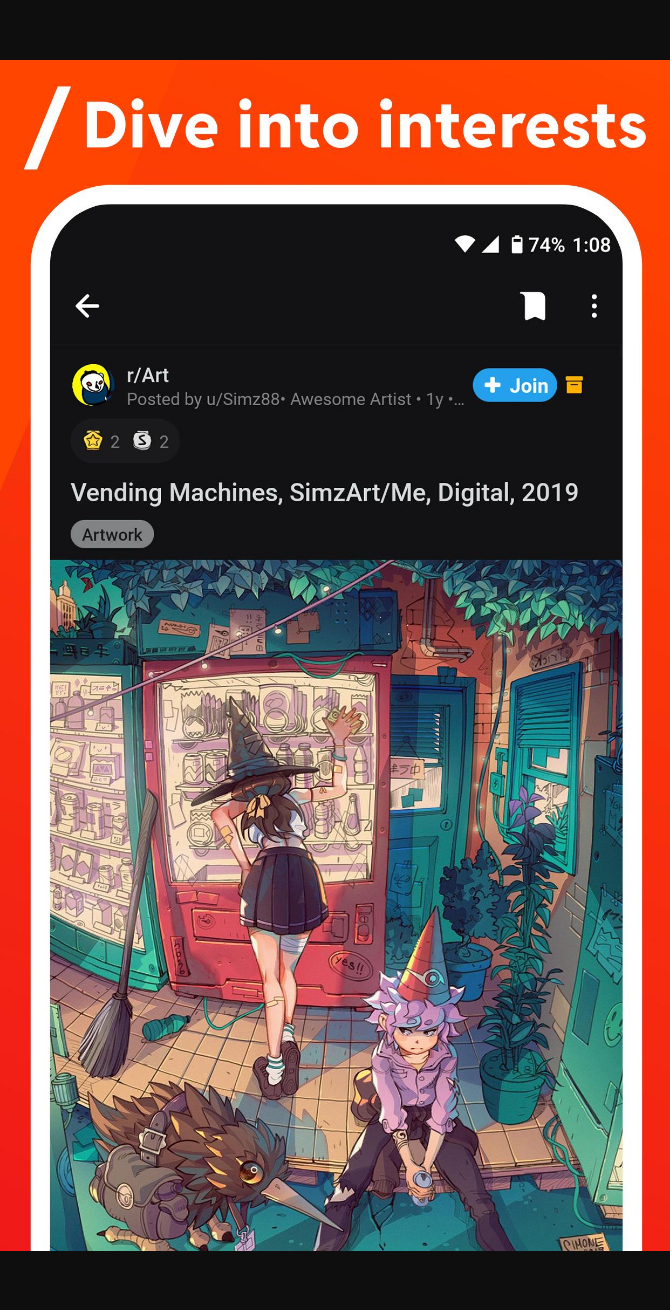 Dive into interests
74% 1:08
r/Art
Posted by u/Simz88• Awesome Artist • 1y •...
Join
2 2
Vending Machines, SimzArt/Me, Digital, 2019
Artwork
yes!!
SIMONE